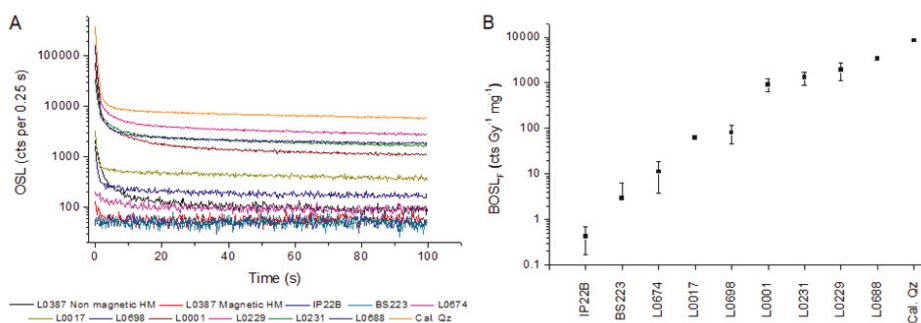 A
OSL (cts per 0.25 s)
100000
10000
1000
100
0 20 40 60 80 100
Time (s)
L0387 Non magnetic HM L0387 Magnetic HM IP22B BS223 L0674
L0017 L0698 L0001 L0229 L0231 L0688 Cal. Qz
B
BOSL_F (cts Gy⁻¹ mg⁻¹)
10000
1000
100
10
1
0.1
IP22B
BS223
L0674
L0017
L0698
L0001
L0231
L0229
L0688
Cal. Qz